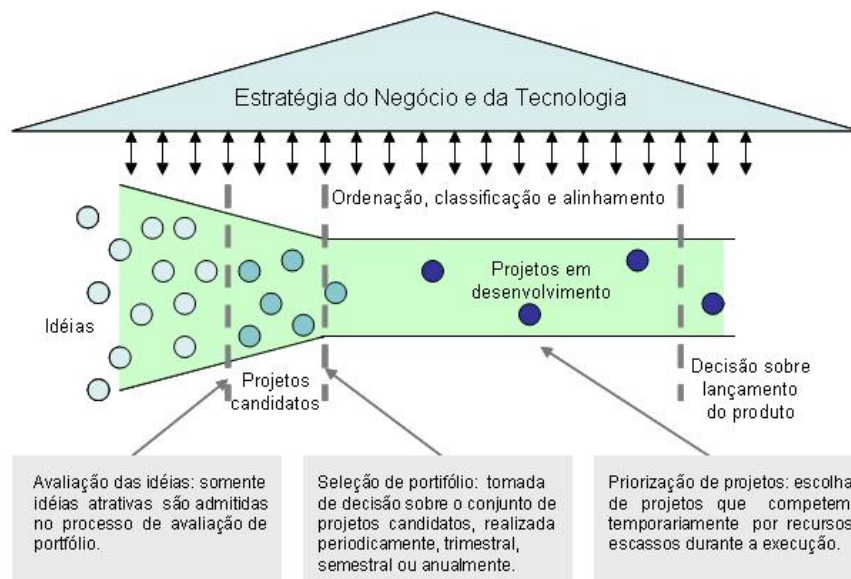 Estratégia do Negócio e da Tecnologia
Ordenação, classificação e alinhamento
Idéias
Projetos em
desenvolvimento
Projetos
candidatos
Decisão sobre
lançamento
do produto
Avaliação das idéias: somente
idéias atrativas são admitidas
no processo de avaliação de
portfólio.
Seleção de portifólio: tomada
de decisão sobre o conjunto de
projetos candidatos, realizada
periodicamente, trimestral,
semestral ou anualmente.
Priorização de projetos: escolha
de projetos que competem
temporariamente por recursos
escassos durante a execução.